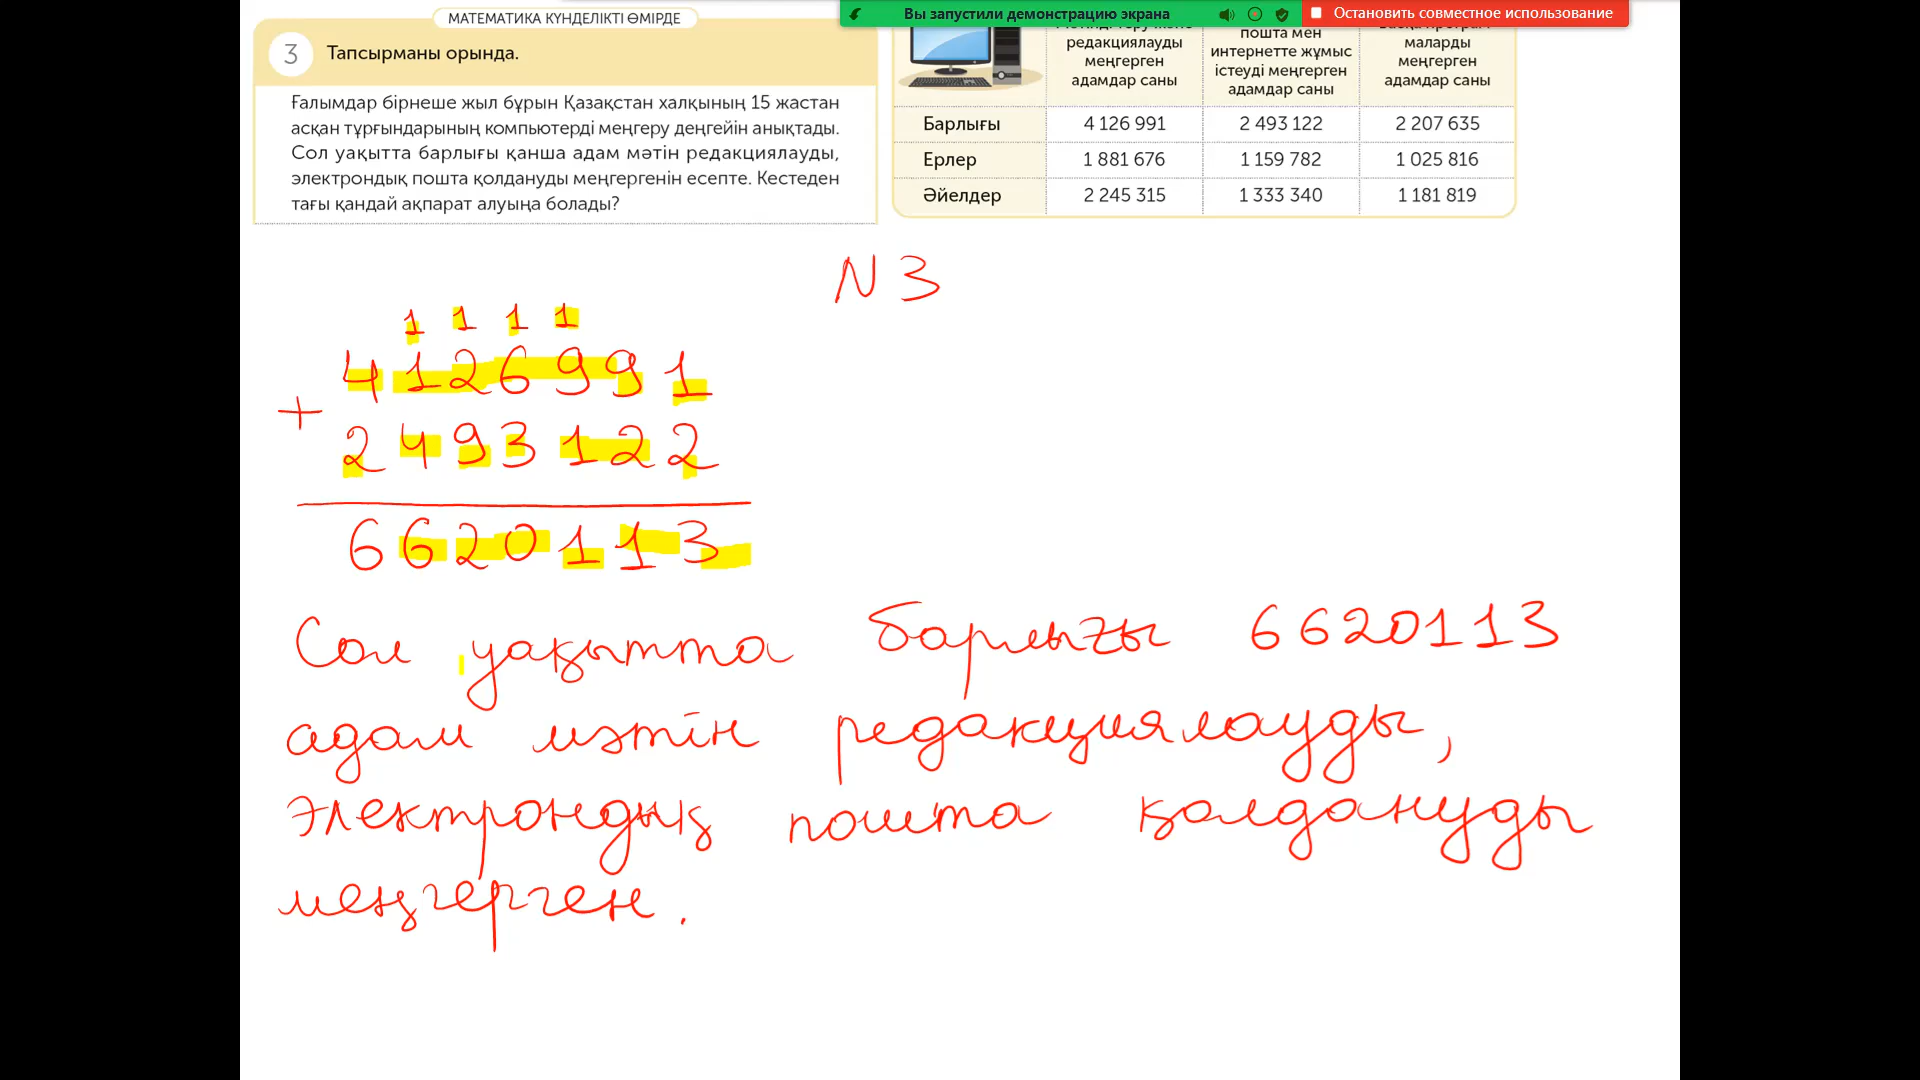 Вы запустили демонстрацию экрана
Остановить совместное использование
МАТЕМАТИКА КҮНДЕЛІКТІ ӨМІРДЕ
3 Тапсырманы орында.
Ғалымдар бірнеше жыл бұрын Қазақстан халқының 15 жастан
асқан тұрғындарының компьютерді меңгеру деңгейін анықтады.
Сол уақытта барлығы қанша адам мәтін редакциялауды,
электрондық пошта қолдануды меңгергенін есепте. Кестеден
тағы қандай ақпарат алуыңа болады?
редакциялауды
меңгерген
адамдар саны
пошта мен
интернетте жұмыс
істеуді меңгерген
адамдар саны
маларды
меңгерген
адамдар саны
Барлығы 4 126 991 2 493 122 2 207 635
Ерлер 1 881 676 1 159 782 1 025 816
Әйелдер 2 245 315 1 333 340 1 181 819
N 3
1 1 1 1
4126991
+
2493122
6620113
Сол уақытта барлығы 6620113
адам мәтін редакциялауды,
электрондық пошта қолдануды
меңгерген.